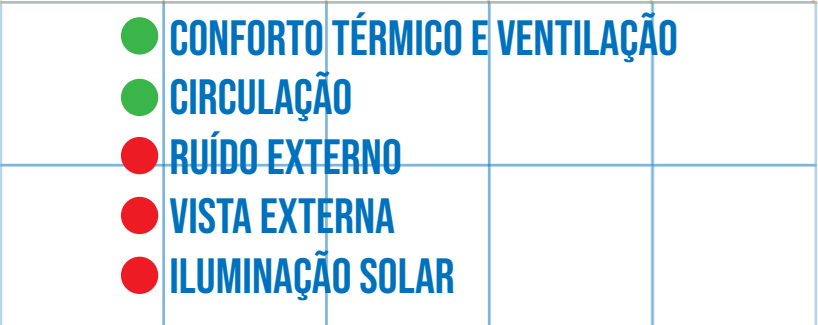 CONFORTO TÉRMICO E VENTILAÇÃO
CIRCULAÇÃO
RUÍDO EXTERNO
VISTA EXTERNA
ILUMINAÇÃO SOLAR